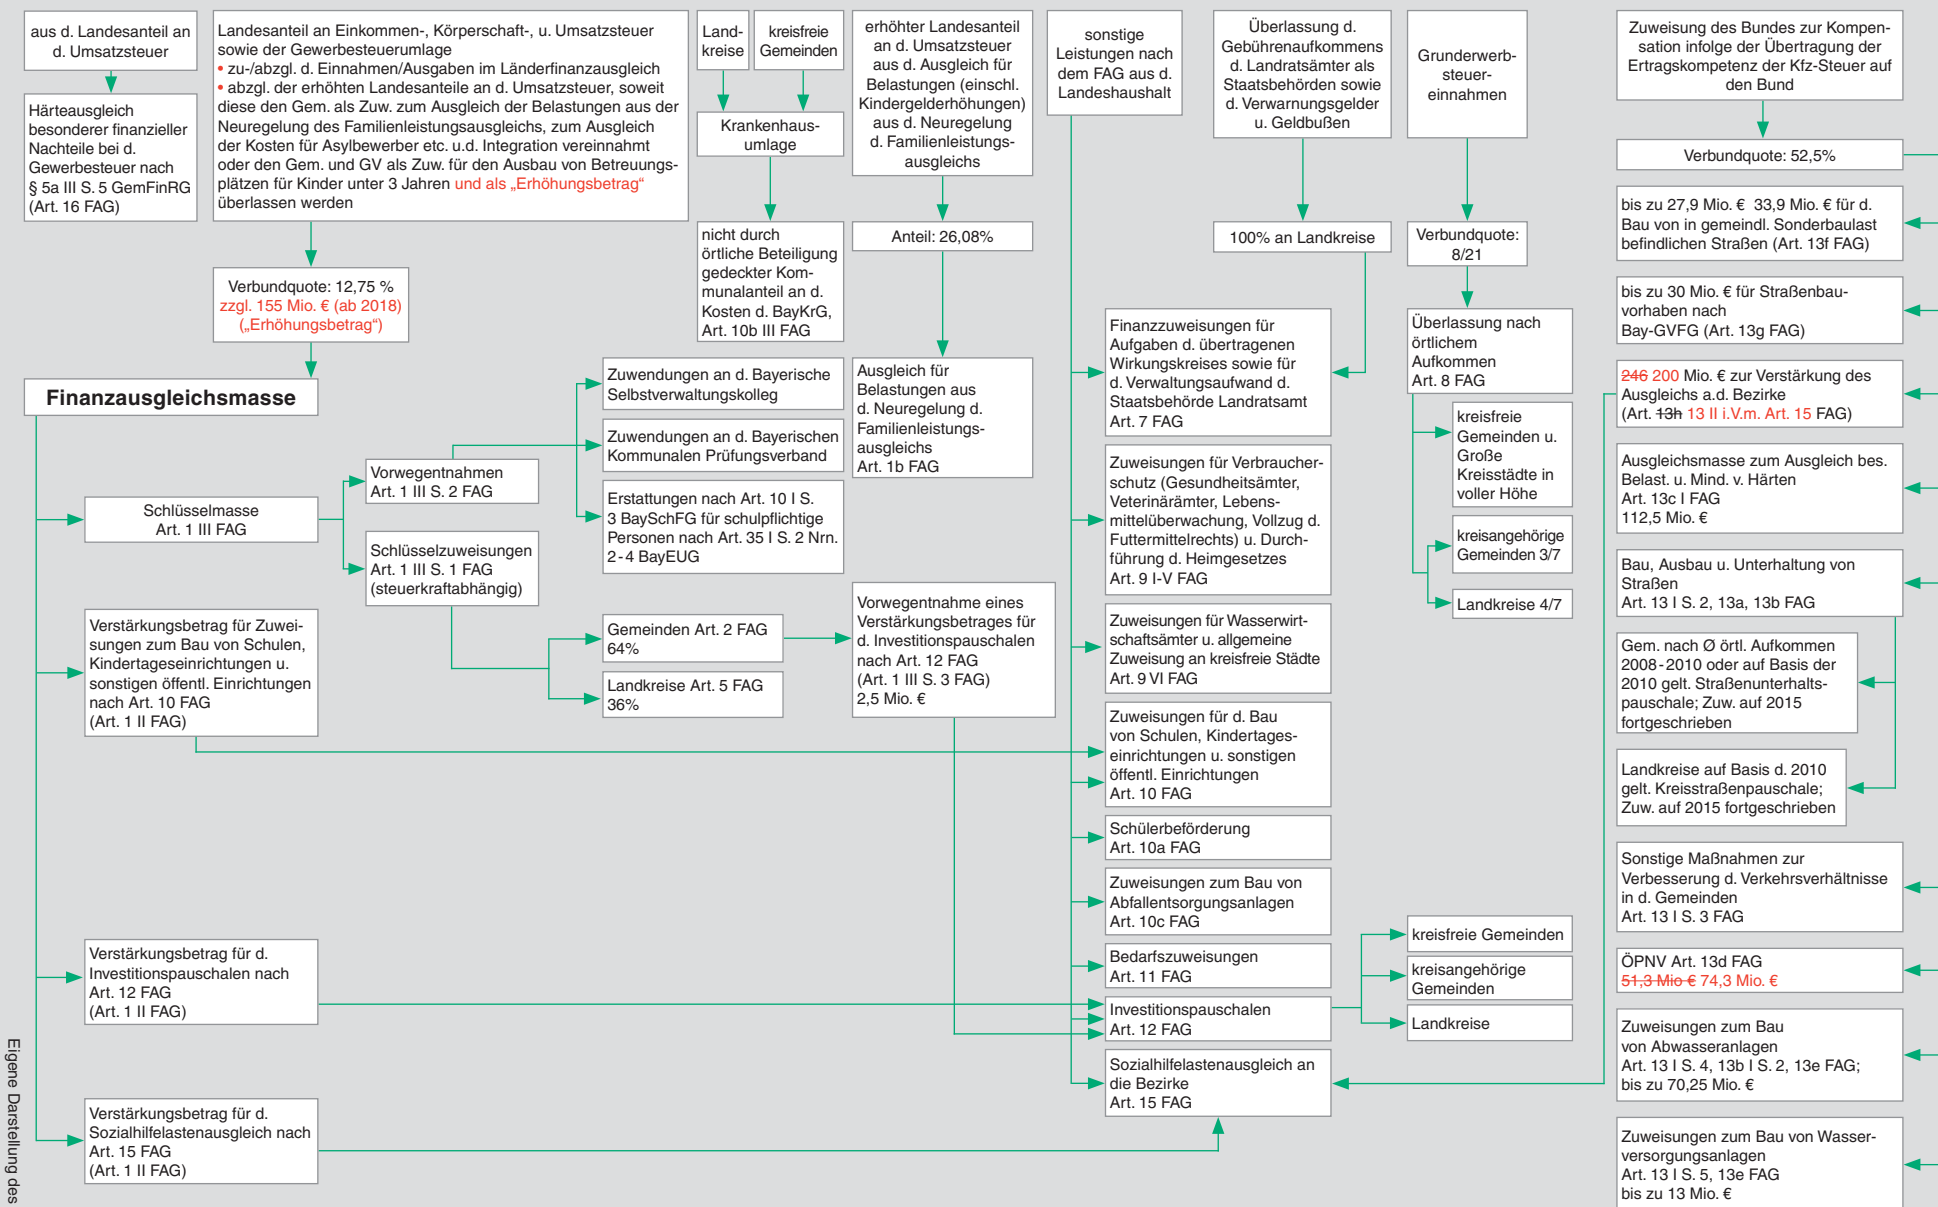 aus d. Landesanteil an
d. Umsatzsteuer
Härteausgleich
besonderer finanzieller
Nachteile bei d.
Gewerbesteuer nach
§ 5a III S. 5 GemFinRG
(Art. 16 FAG)
Landesanteil an Einkommen-, Körperschaft-, u. Umsatzsteuer
sowie der Gewerbesteuerumlage
• zu-/abzgl. d. Einnahmen/Ausgaben im Länderfinanzausgleich
• abzgl. der erhöhten Landesanteile an d. Umsatzsteuer, soweit
diese den Gem. als Zuw. zum Ausgleich der Belastungen aus der
Neuregelung des Familienleistungsausgleichs, zum Ausgleich
der Kosten für Asylbewerber etc. u.d. Integration vereinnahmt
oder den Gem. und GV als Zuw. für den Ausbau von Betreuungs-
plätzen für Kinder unter 3 Jahren und als „Erhöhungsbetrag“
überlassen werden
Verbundquote: 12,75 %
zzgl. 155 Mio. € (ab 2018)
(„Erhöhungsbetrag“)
Finanzausgleichsmasse
Schlüsselmasse
Art. 1 III FAG
Vorwegentnahmen
Art. 1 III S. 2 FAG
Schlüsselzuweisungen
Art. 1 III S. 1 FAG
(steuerkraftabhängig)
Zuwendungen an d. Bayerische
Selbstverwaltungskolleg
Zuwendungen an d. Bayerischen
Kommunalen Prüfungsverband
Erstattungen nach Art. 10 I S.
3 BaySchFG für schulpflichtige
Personen nach Art. 35 I S. 2 Nrn.
2-4 BayEUG
Gemeinden Art. 2 FAG
64%
Landkreise Art. 5 FAG
36%
Vorwegentnahme eines
Verstärkungsbetrages für
d. Investitionspauschalen
nach Art. 12 FAG
(Art. 1 III S. 3 FAG)
2,5 Mio. €
Verstärkungsbetrag für Zuwei-
sungen zum Bau von Schulen,
Kindertageseinrichtungen u.
sonstigen öffentl. Einrichtungen
nach Art. 10 FAG
(Art. 1 II FAG)
Verstärkungsbetrag für d.
Investitionspauschalen nach
Art. 12 FAG
(Art. 1 II FAG)
Verstärkungsbetrag für d.
Sozialhilfelastenausgleich nach
Art. 15 FAG
(Art. 1 II FAG)
Land-
kreise
kreisfreie
Gemeinden
Krankenhaus-
umlage
nicht durch
örtliche Beteiligung
gedeckter Kom-
munalanteil an d.
Kosten d. BayKrG,
Art. 10b III FAG
erhöhter Landesanteil
an d. Umsatzsteuer
aus d. Ausgleich für
Belastungen (einschl.
Kindergelderhöhungen)
aus d. Neuregelung
d. Familienleistungs-
ausgleichs
Anteil: 26,08%
Ausgleich für
Belastungen aus
d. Neuregelung d.
Familienleistungs-
ausgleichs
Art. 1b FAG
sonstige
Leistungen nach
dem FAG aus d.
Landeshaushalt
Überlassung d.
Gebührenaufkommens
d. Landratsämter als
Staatsbehörden sowie
d. Verwarnungsgelder
u. Geldbußen
100% an Landkreise
Finanzzuweisungen für
Aufgaben d. übertragenen
Wirkungskreises sowie für
d. Verwaltungsaufwand d.
Staatsbehörde Landratsamt
Art. 7 FAG
Zuweisungen für Verbraucher-
schutz (Gesundheitsämter,
Veterinärämter, Lebens-
mittelüberwachung, Vollzug d.
Futtermittelrechts) u. Durch-
führung d. Heimgesetzes
Art. 9 I-V FAG
Zuweisungen für Wasserwirt-
schaftsämter u. allgemeine
Zuweisung an kreisfreie Städte
Art. 9 VI FAG
Zuweisungen für d. Bau
von Schulen, Kindertages-
einrichtungen u. sonstigen
öffentl. Einrichtungen
Art. 10 FAG
Schülerbeförderung
Art. 10a FAG
Zuweisungen zum Bau von
Abfallentsorgungsanlagen
Art. 10c FAG
Bedarfszuweisungen
Art. 11 FAG
Investitionspauschalen
Art. 12 FAG
Sozialhilfelastenausgleich an
die Bezirke
Art. 15 FAG
kreisfreie Gemeinden
kreisangehörige
Gemeinden
Landkreise
Grunderwerb-
steuer-
einnahmen
Verbundquote:
8/21
Überlassung nach
örtlichem
Aufkommen
Art. 8 FAG
kreisfreie
Gemeinden u.
Große
Kreisstädte in
voller Höhe
kreisangehörige
Gemeinden 3/7
Landkreise 4/7
Zuweisung des Bundes zur Kompen-
sation infolge der Übertragung der
Ertragskompetenz der Kfz-Steuer auf
den Bund
Verbundquote: 52,5%
bis zu 27,9 Mio. € 33,9 Mio. € für d.
Bau von in gemeindl. Sonderbaulast
befindlichen Straßen (Art. 13f FAG)
bis zu 30 Mio. € für Straßenbau-
vorhaben nach
Bay-GVFG (Art. 13g FAG)
246 200 Mio. € zur Verstärkung des
Ausgleichs a.d. Bezirke
(Art. 13h 13 II i.V.m. Art. 15 FAG)
Ausgleichsmasse zum Ausgleich bes.
Belast. u. Mind. v. Härten
Art. 13c I FAG
112,5 Mio. €
Bau, Ausbau u. Unterhaltung von
Straßen
Art. 13 I S. 2, 13a, 13b FAG
Gem. nach Ø örtl. Aufkommen
2008-2010 oder auf Basis der
2010 gelt. Straßenunterhalts-
pauschale; Zuw. auf 2015
fortgeschrieben
Landkreise auf Basis d. 2010
gelt. Kreisstraßenpauschale;
Zuw. auf 2015 fortgeschrieben
Sonstige Maßnahmen zur
Verbesserung d. Verkehrsverhältnisse
in d. Gemeinden
Art. 13 I S. 3 FAG
ÖPNV Art. 13d FAG
51,3 Mio € 74,3 Mio. €
Zuweisungen zum Bau
von Abwasseranlagen
Art. 13 I S. 4, 13b I S. 2, 13e FAG;
bis zu 70,25 Mio. €
Zuweisungen zum Bau von Wasser-
versorgungsanlagen
Art. 13 I S. 5, 13e FAG
bis zu 13 Mio. €
Eigene Darstellung des